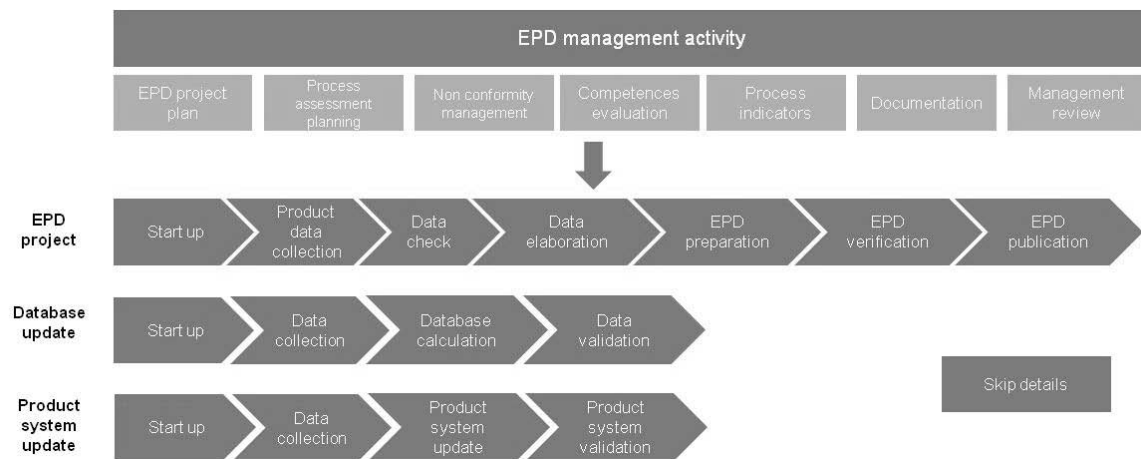 EPD management activity
EPD project
plan
Process
assessment
planning
Non conformity
management
Competences
evaluation
Process
indicators
Documentation
Management
review
EPD
project
Start up
Product
data
collection
Data
check
Data
elaboration
EPD
preparation
EPD
verification
EPD
publication
Database
update
Start up
Data
collection
Database
calculation
Data
validation
Skip details
Product
system
update
Start up
Data
collection
Product
system
update
Product
system
validation